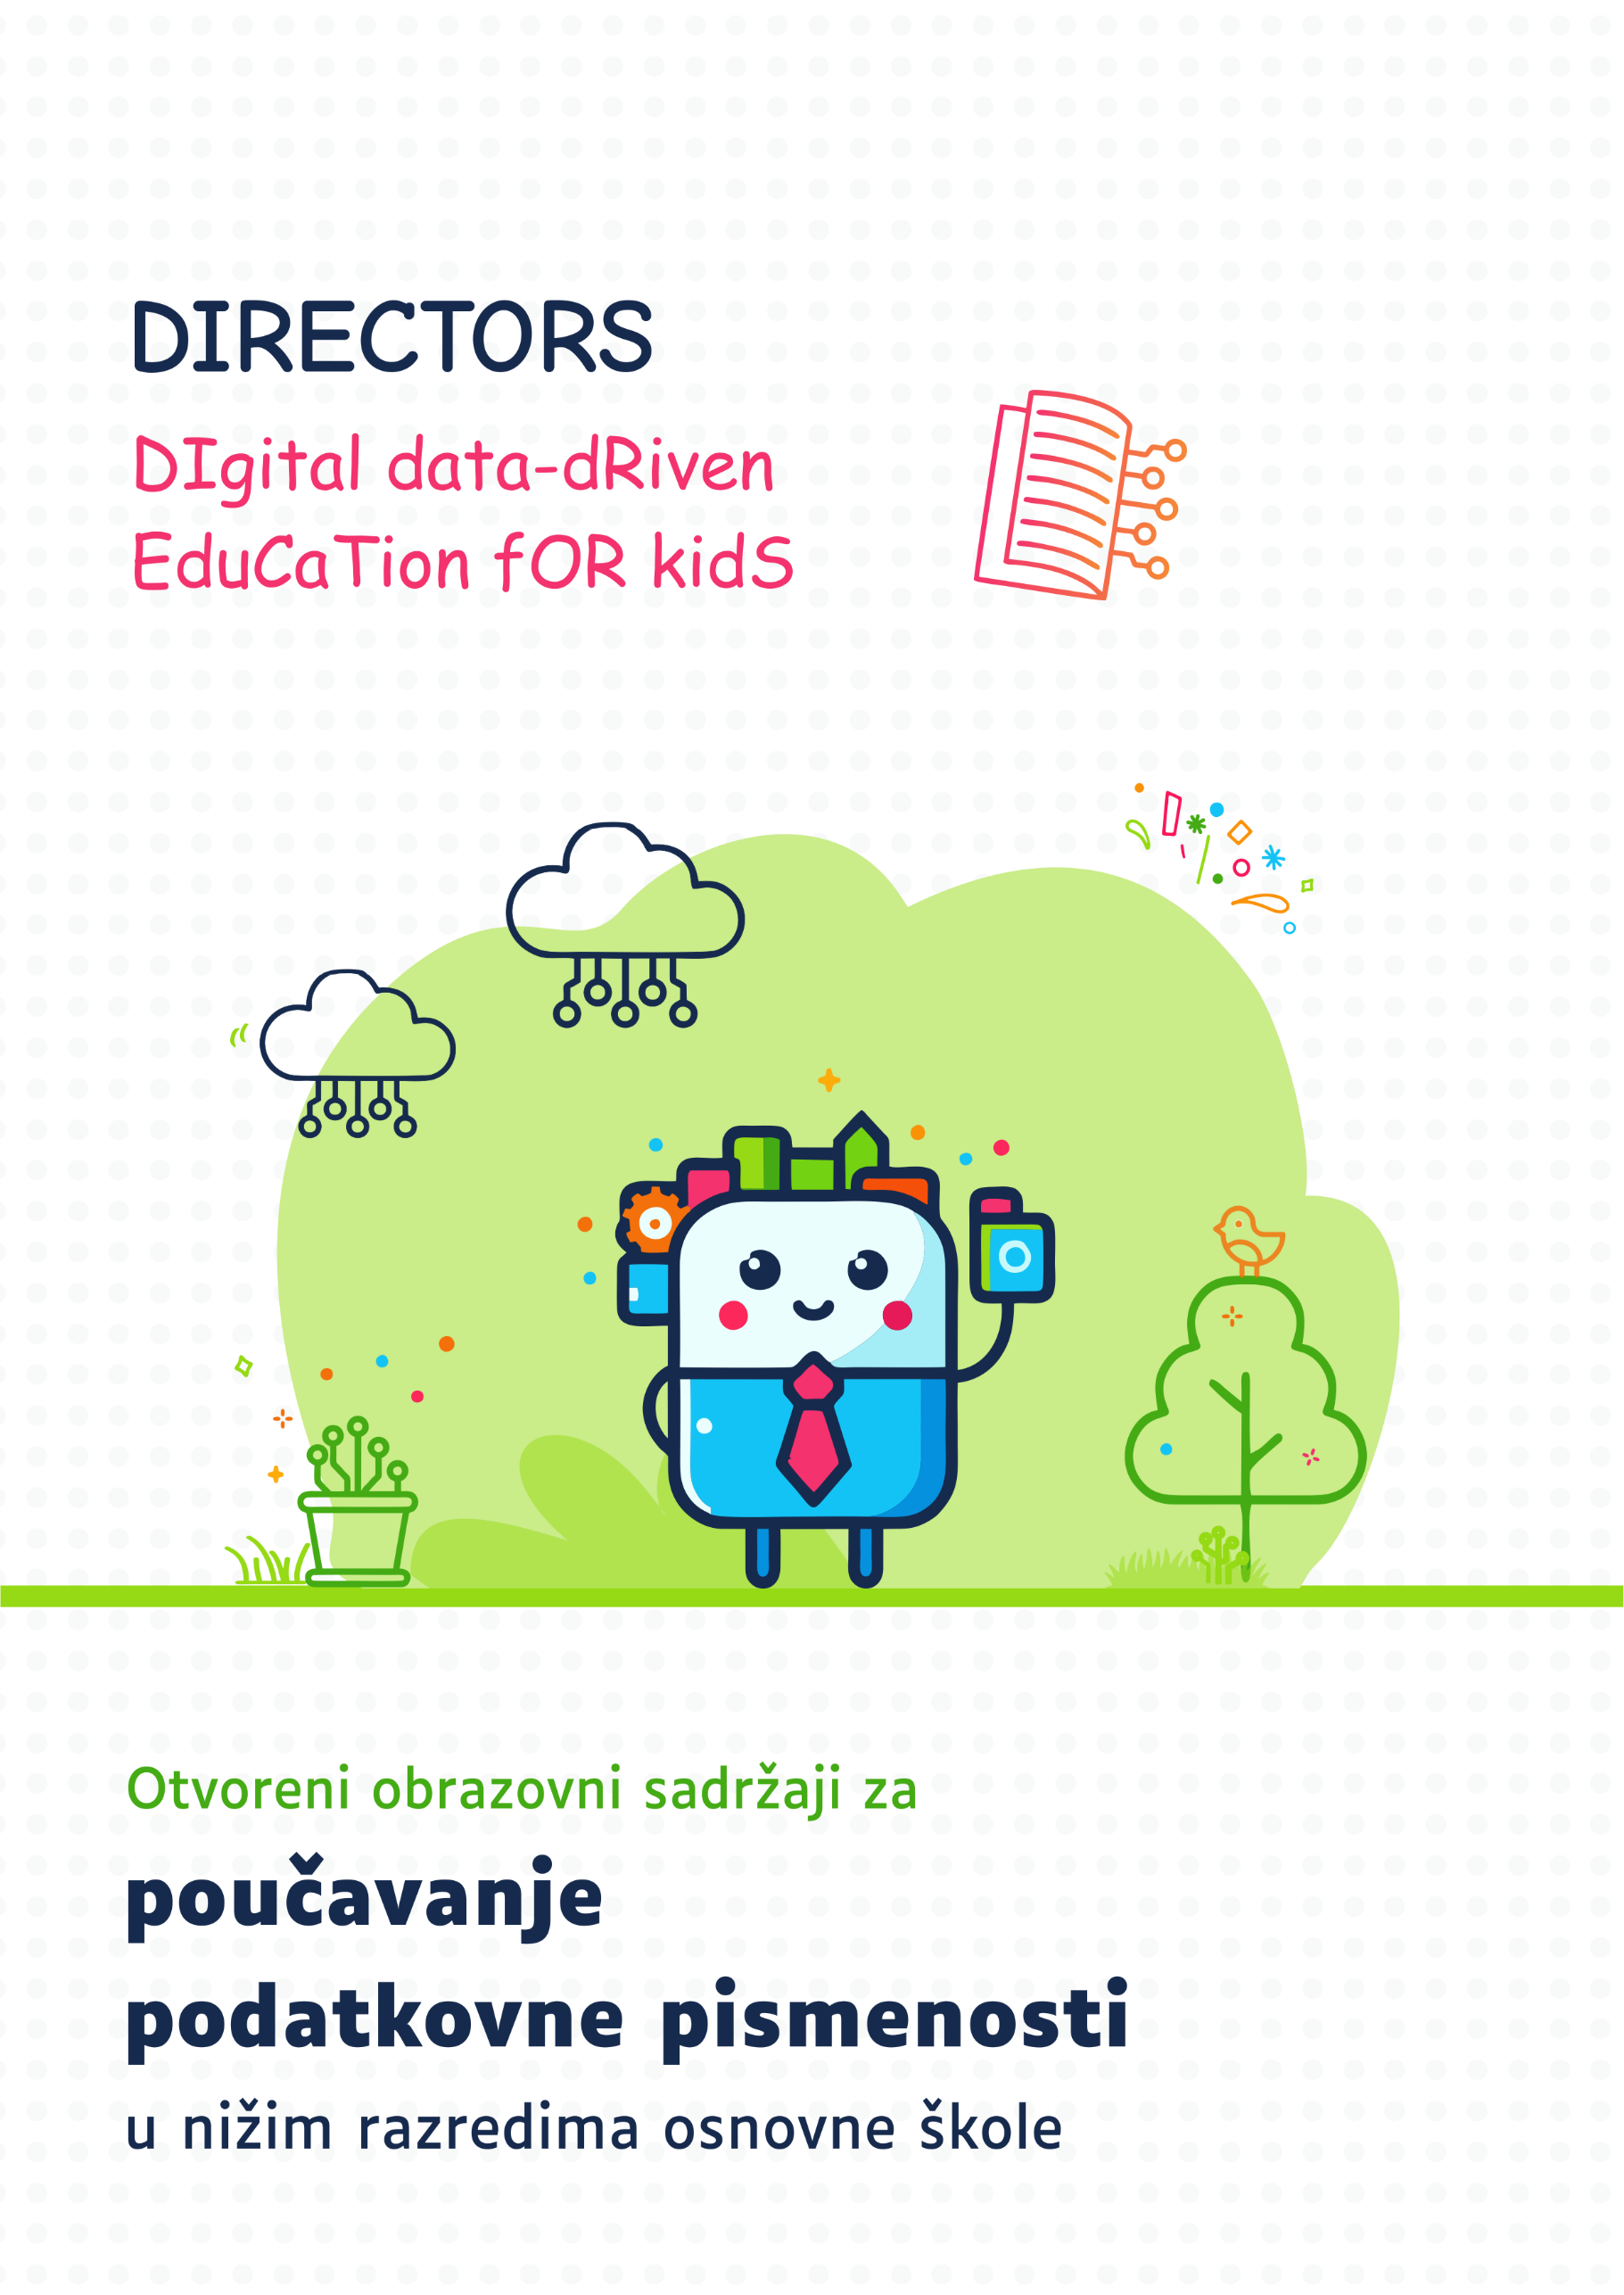 DIRECTORS
DIgital data-dRiven
EduCaTion fOR kidS
Otvoreni obrazovni sadržaji za
poučavanje
podatkovne pismenosti
u nižim razredima osnovne škole